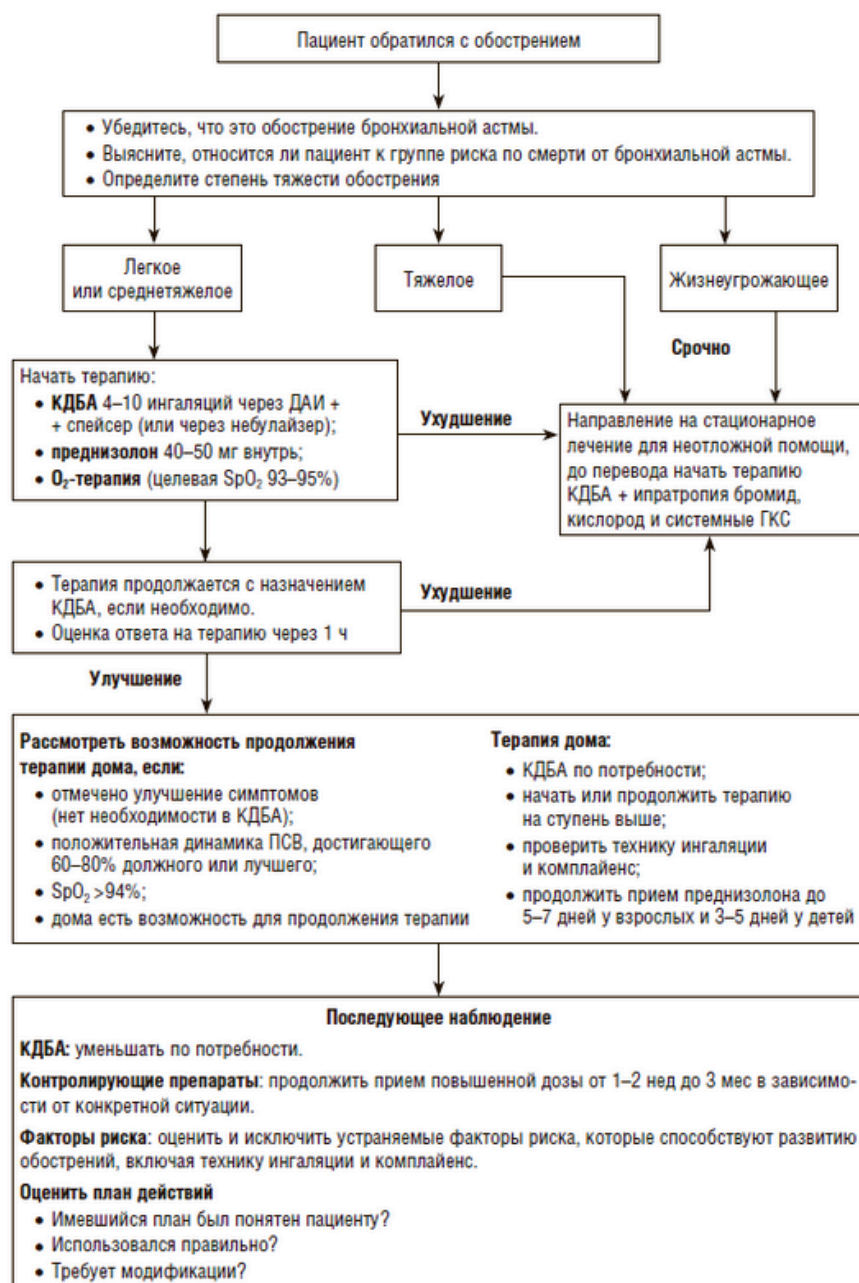 Пациент обратился с обострением
• Убедитесь, что это обострение бронхиальной астмы.
• Выясните, относится ли пациент к группе риска по смерти от бронхиальной астмы.
• Определите степень тяжести обострения
Легкое
или среднетяжелое
Тяжелое
Жизнеугрожающее
Срочно
Начать терапию:
• КДБА 4–10 ингаляций через ДАИ +
+ спейсер (или через небулайзер);
• преднизолон 40–50 мг внутрь;
• O₂-терапия (целевая SpO₂ 93–95%)
Ухудшение
Направление на стационарное
лечение для неотложной помощи,
до перевода начать терапию
КДБА + ипратропия бромид,
кислород и системные ГКС
• Терапия продолжается с назначением
КДБА, если необходимо.
• Оценка ответа на терапию через 1 ч
Ухудшение
Улучшение
Рассмотреть возможность продолжения
терапии дома, если:
• отмечено улучшение симптомов
(нет необходимости в КДБА);
• положительная динамика ПСВ, достигающего
60–80% должного или лучшего;
• SpO₂ >94%;
• дома есть возможность для продолжения терапии
Терапия дома:
• КДБА по потребности;
• начать или продолжить терапию
на ступень выше;
• проверить технику ингаляции
и комплайенс;
• продолжить прием преднизолона до
5–7 дней у взрослых и 3–5 дней у детей
Последующее наблюдение
КДБА: уменьшать по потребности.
Контролирующие препараты: продолжить прием повышенной дозы от 1–2 нед до 3 мес в зависимо-
сти от конкретной ситуации.
Факторы риска: оценить и исключить устраняемые факторы риска, которые способствуют развитию
обострений, включая технику ингаляции и комплайенс.
Оценить план действий
• Имевшийся план был понятен пациенту?
• Использовался правильно?
• Требует модификации?